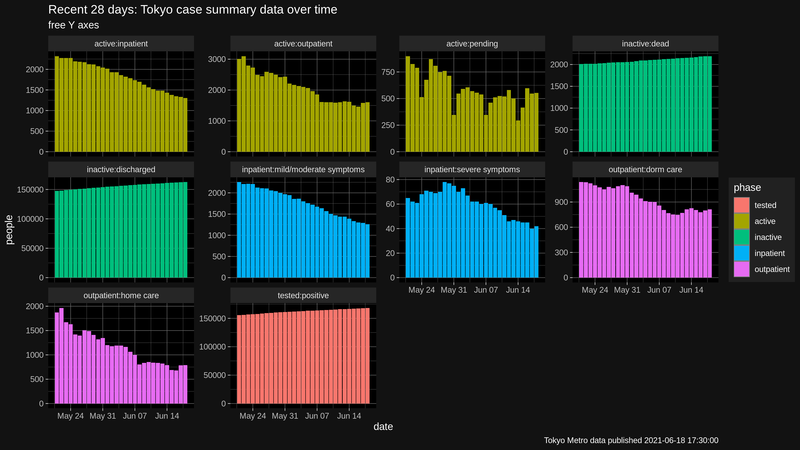 Recent 28 days: Tokyo case summary data over time
free Y axes
active:inpatient
active:outpatient
active:pending
inactive:dead
2000
1500
1000
500
0
3000
2000
1000
0
750
500
250
0
2000
1500
1000
500
0
inactive:discharged
inpatient:mild/moderate symptoms
inpatient:severe symptoms
outpatient:dorm care
150000
100000
50000
0
2000
1500
1000
500
0
80
60
40
20
0
900
600
300
0
May 24 May 31 Jun 07 Jun 14
May 24 May 31 Jun 07 Jun 14
outpatient:home care
tested:positive
2000
1500
1000
500
0
150000
100000
50000
0
May 24 May 31 Jun 07 Jun 14
May 24 May 31 Jun 07 Jun 14
people
date
phase
tested
active
inactive
inpatient
outpatient
Tokyo Metro data published 2021-06-18 17:30:00